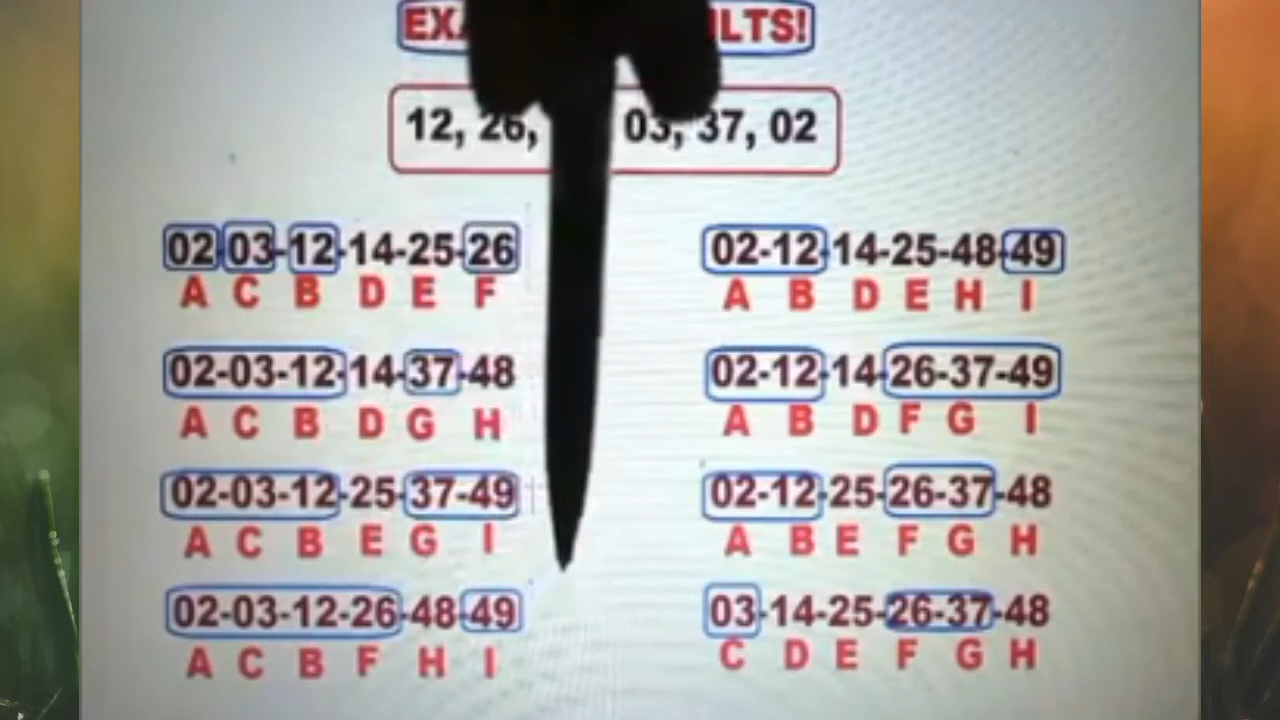 12, 26, 03, 37, 02
02-03-12-14-25-26
A C B D E F
02-03-12-14-37-48
A C B D G H
02-03-12-25-37-49
A C B E G I
02-03-12-26-48-49
A C B F H I
02-12-14-25-48-49
A B D E H I
02-12-14-26-37-49
A B D F G I
02-12-25-26-37-48
A B E F G H
03-14-25-26-37-48
C D E F G H